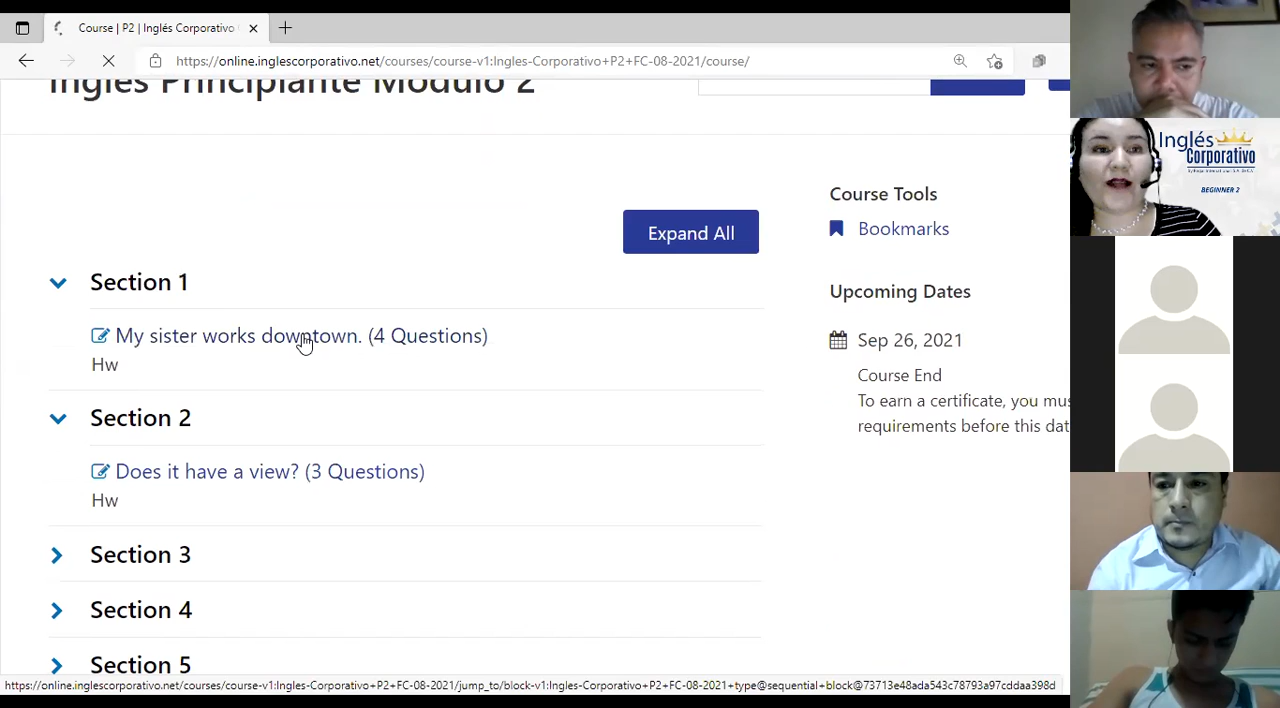 Course | P2 | Inglés Corporativo
https://online.inglescorporativo.net/courses/course-v1:Ingles-Corporativo+P2+FC-08-2021/course/
Inglés Principiante Módulo 2
Expand All
Section 1
My sister works downtown. (4 Questions)
Hw
Section 2
Does it have a view? (3 Questions)
Hw
Section 3
Section 4
Section 5
Course Tools
Bookmarks
Upcoming Dates
Sep 26, 2021
Course End
To earn a certificate, you mus
requirements before this dat
https://online.inglescorporativo.net/courses/course-v1:Ingles-Corporativo+P2+FC-08-2021/jump_to/block-v1:Ingles-Corporativo+P2+FC-08-2021+type@sequential+block@73713e48ada543c78793a97cddaa398d
Inglés
Corporativo
BEGINNER 2